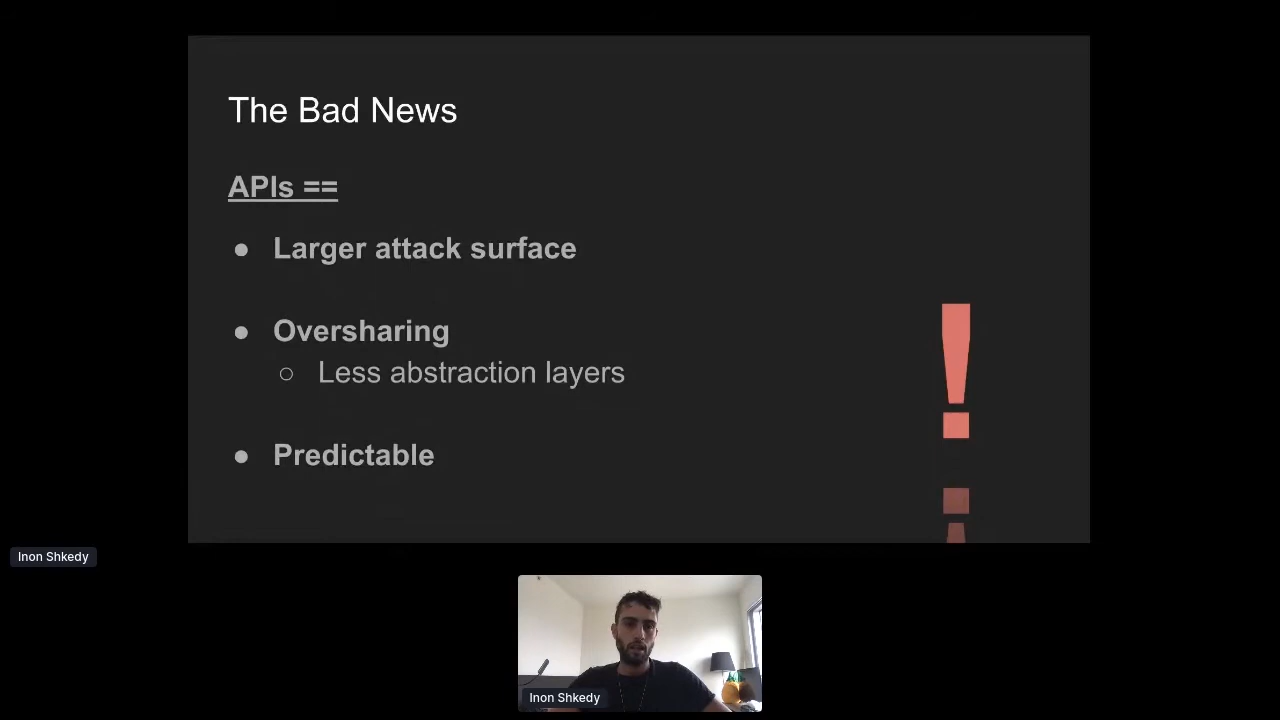 The Bad News
APIs ==
● Larger attack surface
● Oversharing
○ Less abstraction layers
● Predictable
!
Inon Shkedy
Inon Shkedy